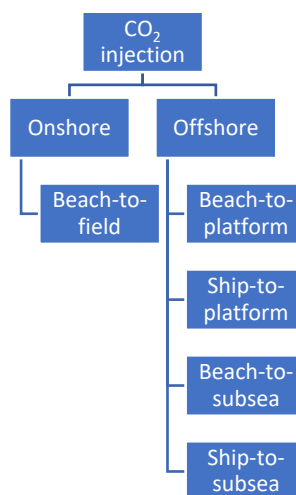 CO₂
injection
Onshore
Offshore
Beach-to-
field
Beach-to-
platform
Ship-to-
platform
Beach-to-
subsea
Ship-to-
subsea